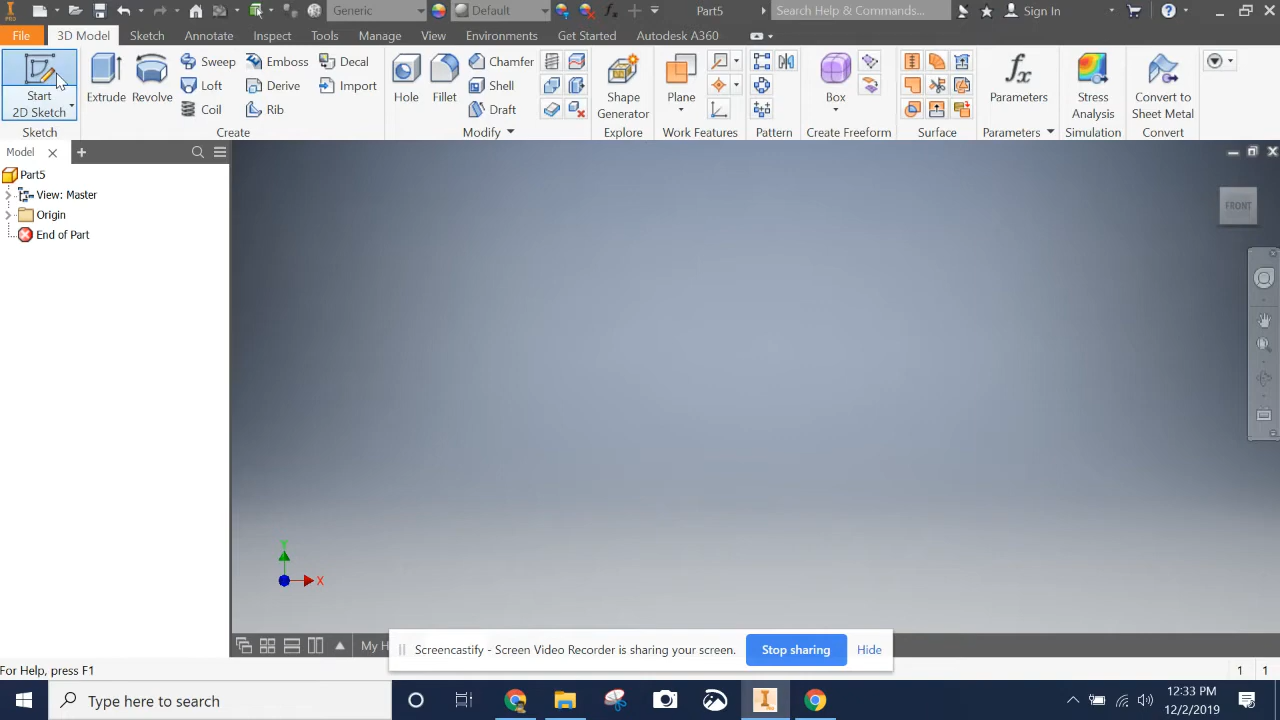 PRO Generic Default Part5 Search Help & Commands... Sign In
File 3D Model Sketch Annotate Inspect Tools Manage View Environments Get Started Autodesk A360
Start 2D Sketch
Extrude Revolve
Sweep Emboss Decal
Loft Derive Import
Coil Rib
Hole Fillet
Chamfer
Shell
Draft
Shape Generator
Plane
Box
fx
Parameters
Stress Analysis
Convert to Sheet Metal
Sketch Create Modify Explore Work Features Pattern Create Freeform Surface Parameters Simulation Convert
Model
Part5
View: Master
Origin
End of Part
FRONT
Y
X
My H
Screencastify - Screen Video Recorder is sharing your screen. Stop sharing Hide
For Help, press F1 1 1
Type here to search
12:33 PM
12/2/2019